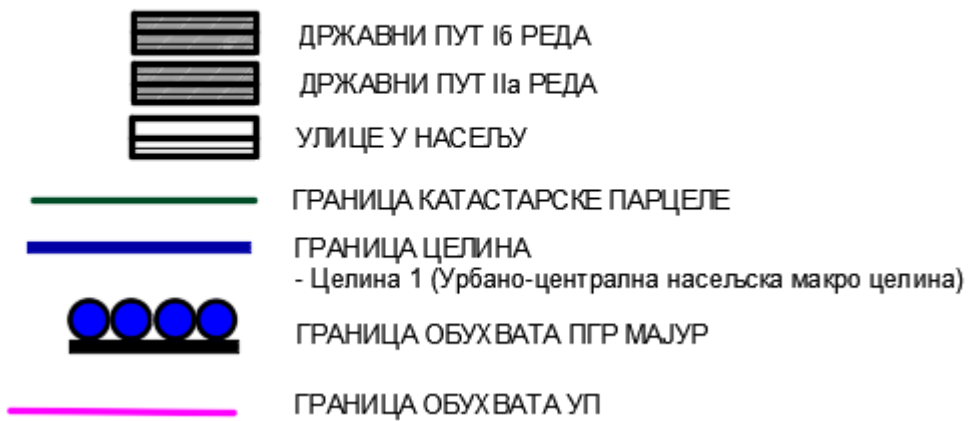 ДРЖАВНИ ПУТ Iб РЕДА
ДРЖАВНИ ПУТ IIа РЕДА
УЛИЦЕ У НАСЕЉУ
ГРАНИЦА КАТАСТАРСКЕ ПАРЦЕЛЕ
ГРАНИЦА ЦЕЛИНА
- Целина 1 (Урбано-централна насељска макро целина)
ГРАНИЦА ОБУХВАТА ПГР МАЈУР
ГРАНИЦА ОБУХВАТА УП